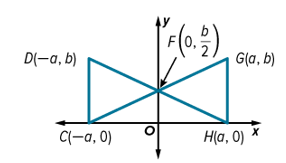 y
F(0, b/2)
D(−a, b)
G(a, b)
O
C(−a, 0)
H(a, 0)
x